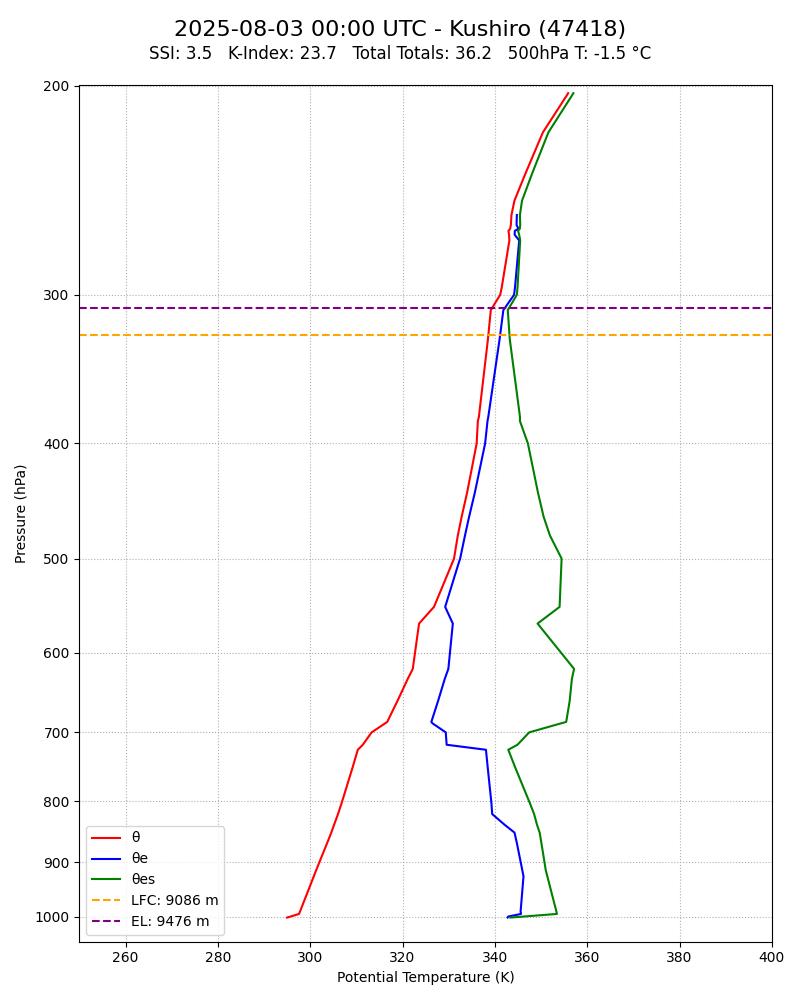 2025-08-03 00:00 UTC - Kushiro (47418)
SSI: 3.5   K-Index: 23.7   Total Totals: 36.2   500hPa T: -1.5 °C
200
300
400
500
600
700
800
900
1000
Pressure (hPa)
θ
θe
θes
LFC: 9086 m
EL: 9476 m
260 280 300 320 340 360 380 400
Potential Temperature (K)